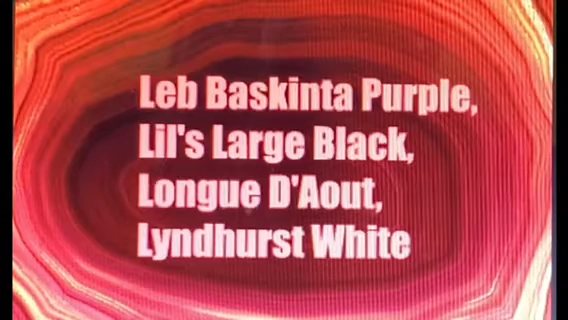 Leb Baskinta Purple,
Lil's Large Black,
Longue D'Aout,
Lyndhurst White